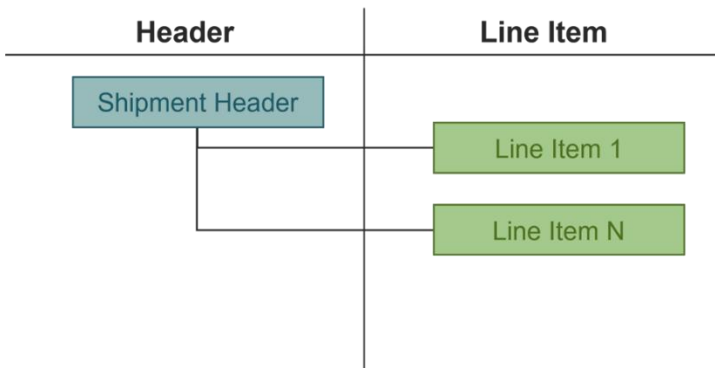 Header
Line Item
Shipment Header
Line Item 1
Line Item N